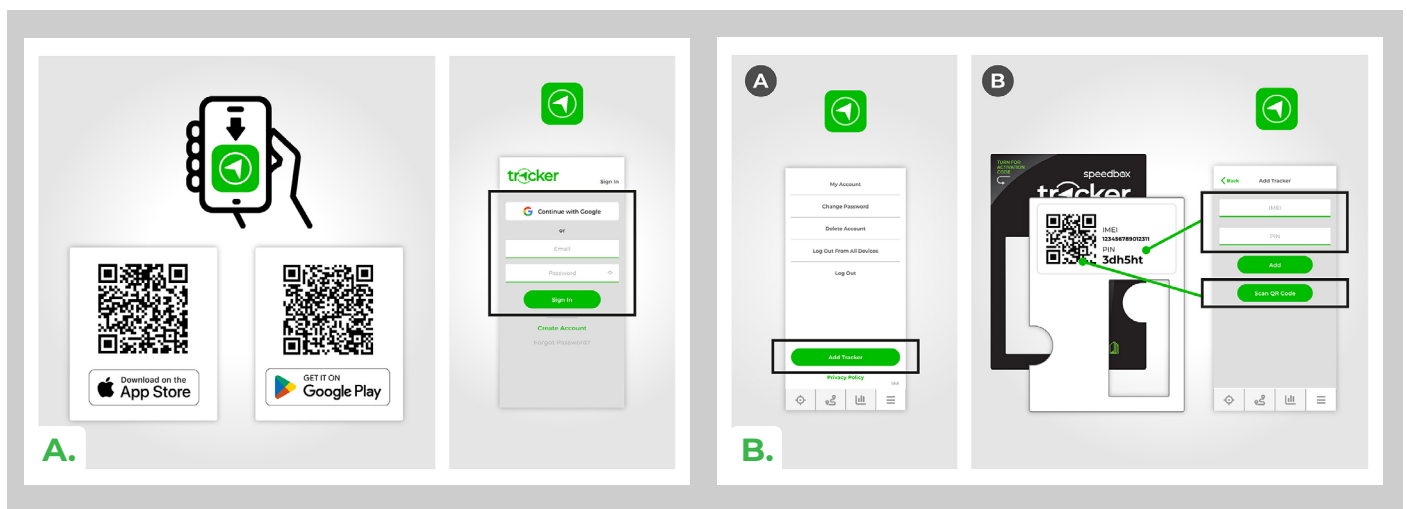 tracker
Sign In
Continue with Google
or
Email
Password
Sign In
Create Account
Forgot Password?
Download on the
App Store
GET IT ON
Google Play
A.
A
My Account
Change Password
Delete Account
Log Out From All Devices
Log Out
Add Tracker
Privacy Policy
B
TURN FOR
ACTIVATION
CODE
speedbox
tracker
IMEI
123456789012311
PIN
3dh5ht
Back
Add Tracker
IMEI
PIN
Add
Scan QR Code
B.